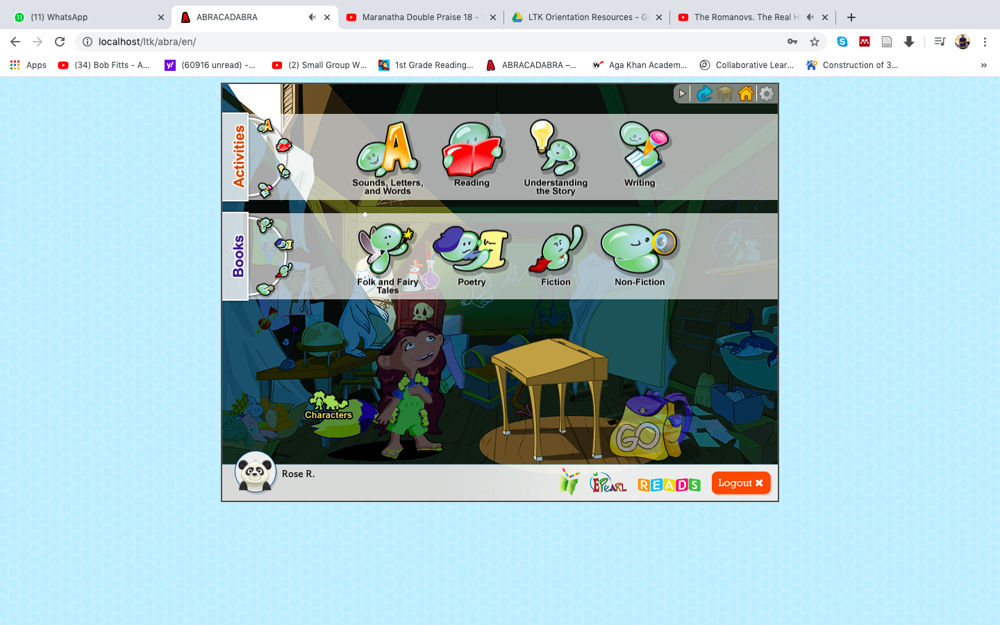 (11) WhatsApp
ABRACADABRA
Maranatha Double Praise 18 -
LTK Orientation Resources - Go
The Romanovs. The Real H
localhost/ltk/abra/en/
Apps
(34) Bob Fitts - A...
(60916 unread) -...
(2) Small Group W...
1st Grade Reading...
ABRACADABRA –...
Aga Khan Academ...
Collaborative Lear...
Construction of 3...
»
Activities
Sounds, Letters,
and Words
Reading
Understanding
the Story
Writing
Books
Folk and Fairy
Tales
Poetry
Fiction
Non-Fiction
Characters
GO
Rose R.
iPEARL
READS
Logout ✖